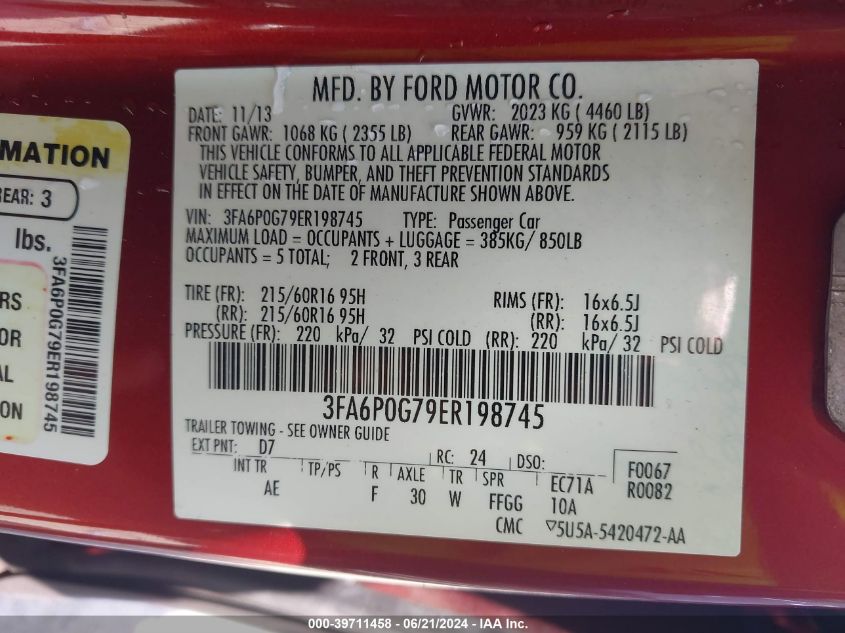 MFD. BY FORD MOTOR CO.
DATE: 11/13 GVWR: 2023 KG ( 4460 LB)
FRONT GAWR: 1068 KG ( 2355 LB) REAR GAWR: 959 KG ( 2115 LB)
THIS VEHICLE CONFORMS TO ALL APPLICABLE FEDERAL MOTOR
VEHICLE SAFETY, BUMPER, AND THEFT PREVENTION STANDARDS
IN EFFECT ON THE DATE OF MANUFACTURE SHOWN ABOVE.
VIN: 3FA6P0G79ER198745 TYPE: Passenger Car
MAXIMUM LOAD = OCCUPANTS + LUGGAGE = 385KG/ 850LB
OCCUPANTS = 5 TOTAL; 2 FRONT, 3 REAR
TIRE (FR): 215/60R16 95H RIMS (FR): 16x6.5J
(RR): 215/60R16 95H (RR): 16x6.5J
PRESSURE (FR): 220 kPa/ 32 PSI COLD (RR): 220 kPa/ 32 PSI COLD
3FA6P0G79ER198745
TRAILER TOWING - SEE OWNER GUIDE
EXT PNT: D7 RC: 24 DSO: F0067
INT TR TP/PS R AXLE TR SPR EC71A R0082
AE F 30 W FFGG 10A
CMC 5U5A-5420472-AA
MATION
REAR: 3
lbs.
3FA6P0G79ER198745
RS
OR
AL
ON
000-39711458 - 06/21/2024 - IAA Inc.